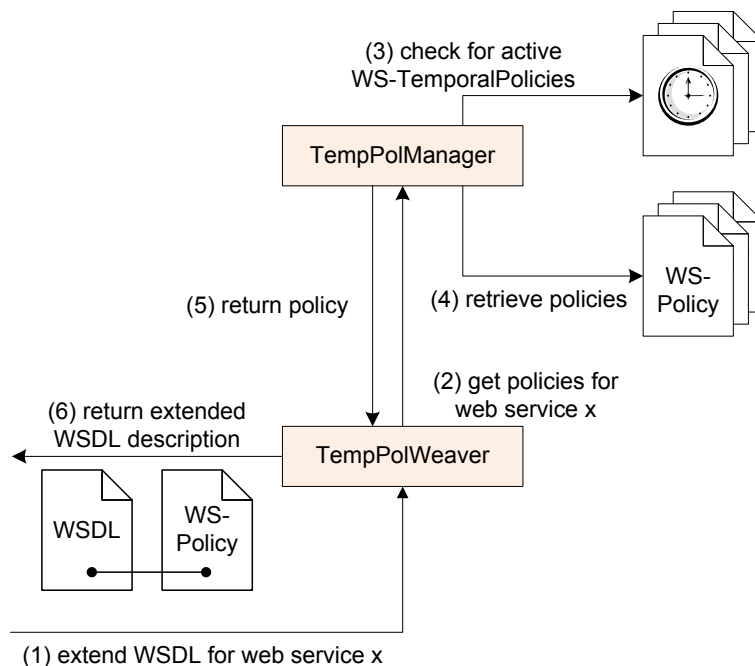 (3) check for active
WS-TemporalPolicies
TempPolManager
WS-
Policy
(5) return policy
(4) retrieve policies
(2) get policies for
web service x
(6) return extended
WSDL description
TempPolWeaver
WSDL
WS-
Policy
(1) extend WSDL for web service x